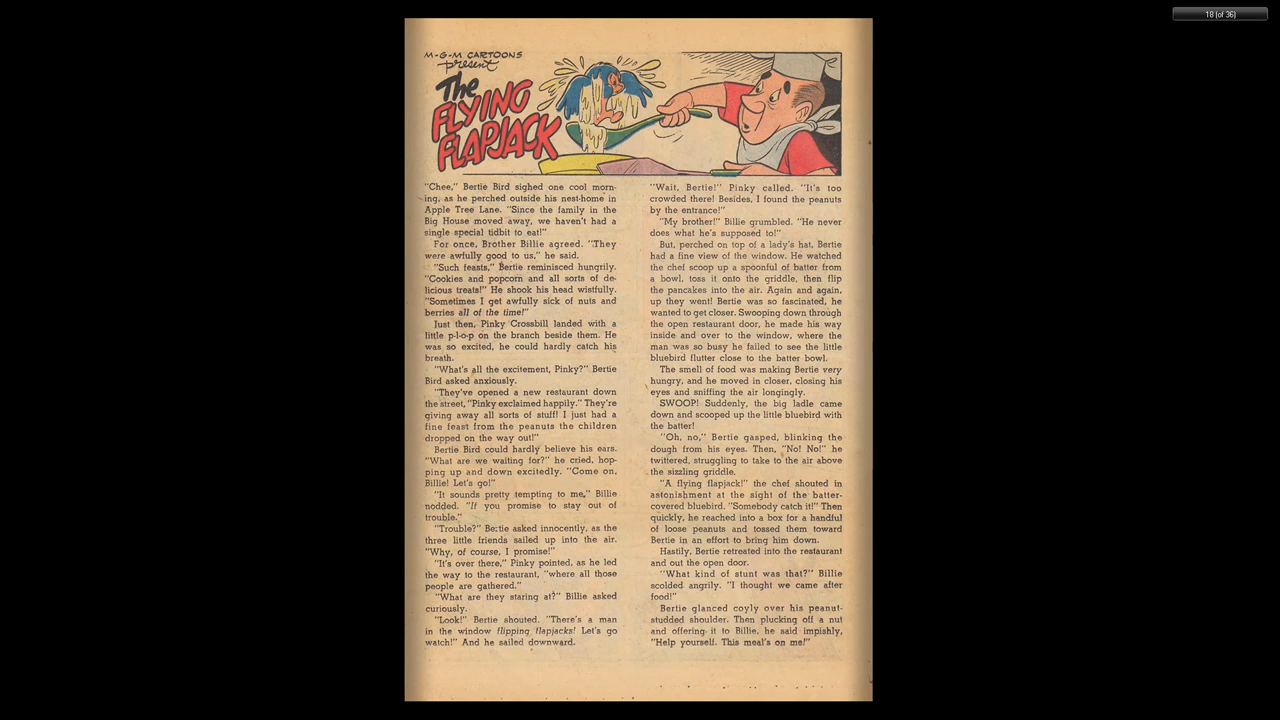 18 (of 36)
M-G-M CARTOONS
present
The
FLYING
FLAPJACK
"Chee," Bertie Bird sighed one cool morn-
ing, as he perched outside his nest-home in
Apple Tree Lane. "Since the family in the
Big House moved away, we haven't had a
single special tidbit to eat!"
For once, Brother Billie agreed. "They
were awfully good to us," he said.
"Such feasts," Bertie reminisced hungrily.
"Cookies and popcorn and all sorts of de-
licious treats!" He shook his head wistfully.
"Sometimes I get awfully sick of nuts and
berries all of the time!"
Just then, Pinky Crossbill landed with a
little p-l-o-p on the branch beside them. He
was so excited, he could hardly catch his
breath.
"What's all the excitement, Pinky?" Bertie
Bird asked anxiously.
"They've opened a new restaurant down
the street," Pinky exclaimed happily." They're
giving away all sorts of stuff! I just had a
fine feast from the peanuts the children
dropped on the way out!"
Bertie Bird could hardly believe his ears.
"What are we waiting for?" he cried, hop-
ping up and down excitedly. "Come on,
Billie! Let's go!"
"It sounds pretty tempting to me," Billie
nodded. "If you promise to stay out of
trouble."
"Trouble?" Bertie asked innocently, as the
three little friends sailed up into the air.
"Why, of course, I promise!"
"It's over there," Pinky pointed, as he led
the way to the restaurant, "where all those
people are gathered."
"What are they staring at?" Billie asked
curiously.
"Look!" Bertie shouted. "There's a man
in the window flipping flapjacks! Let's go
watch!" And he sailed downward.
"Wait, Bertie!" Pinky called. "It's too
crowded there! Besides, I found the peanuts
by the entrance!"
"My brother!" Billie grumbled. "He never
does what he's supposed to!"
But, perched on top of a lady's hat, Bertie
had a fine view of the window. He watched
the chef scoop up a spoonful of batter from
a bowl, toss it onto the griddle, then flip
the pancakes into the air. Again and again,
up they went! Bertie was so fascinated, he
wanted to get closer. Swooping down through
the open restaurant door, he made his way
inside and over to the window, where the
man was so busy he failed to see the little
bluebird flutter close to the batter bowl.
The smell of food was making Bertie very
hungry, and he moved in closer, closing his
eyes and sniffing the air longingly.
SWOOP! Suddenly, the big ladle came
down and scooped up the little bluebird with
the batter!
"Oh, no," Bertie gasped, blinking the
dough from his eyes. Then, "No! No!" he
twittered, struggling to take to the air above
the sizzling griddle.
"A flying flapjack!" the chef shouted in
astonishment at the sight of the batter-
covered bluebird. "Somebody catch it!" Then
quickly, he reached into a box for a handful
of loose peanuts and tossed them toward
Bertie in an effort to bring him down.
Hastily, Bertie retreated into the restaurant
and out the open door.
"What kind of stunt was that?" Billie
scolded angrily. "I thought we came after
food!"
Bertie glanced coyly over his peanut-
studded shoulder. Then plucking off a nut
and offering it to Billie, he said impishly,
"Help yourself. This meal's on me!"